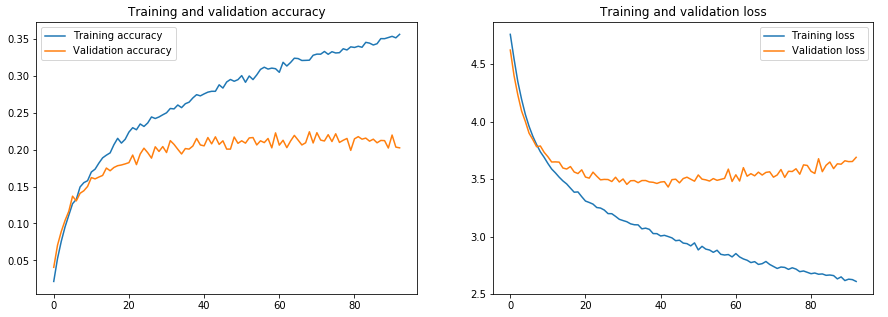 Training and validation accuracy
Training accuracy
Validation accuracy
0.35
0.30
0.25
0.20
0.15
0.10
0.05
0 20 40 60 80
Training and validation loss
Training loss
Validation loss
4.5
4.0
3.5
3.0
2.5
0 20 40 60 80